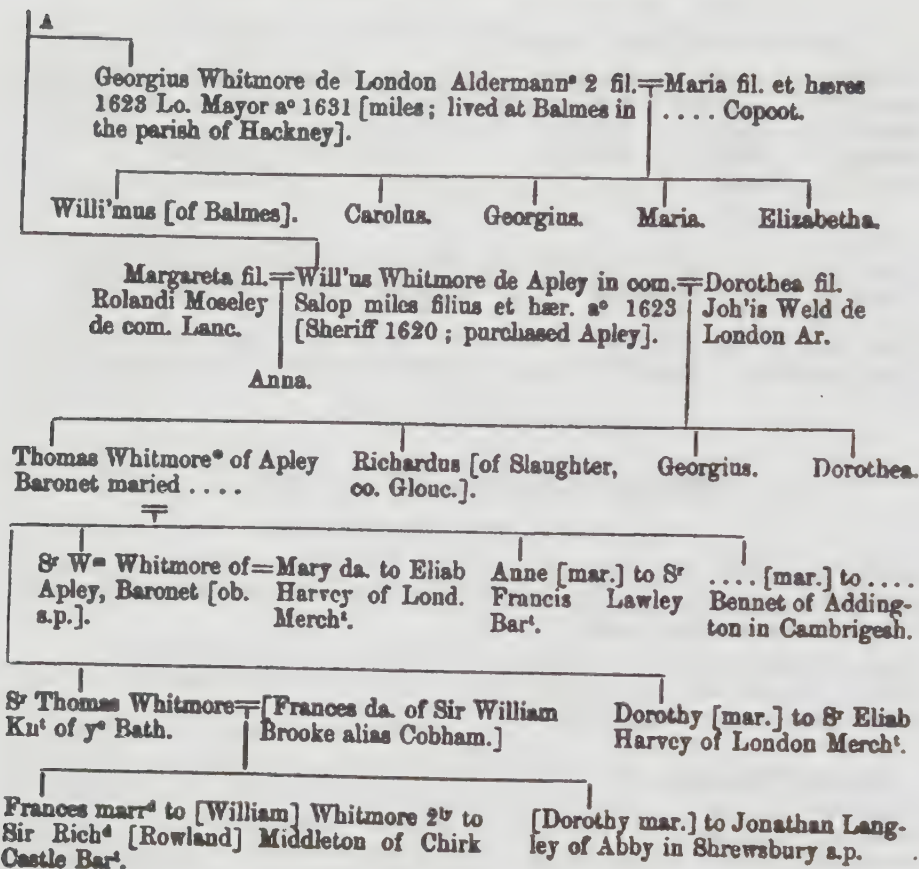 A
Georgius Whitmore de London Aldermannˢ 2 fil. Maria fil. et hæres
1623 Lo. Mayor aº 1631 [miles; lived at Balmes in .... Copcot.
the parish of Hackney].
Willi'mus [of Balmes]. Carolus. Georgius. Maria. Elizabetha.
Margareta fil. = Will'us Whitmore de Apley in com. = Dorothea fil.
Rolandi Moseley Salop miles filius et hær. aº 1623 Joh'is Weld de
de com. Lanc. [Sheriff 1620; purchased Apley]. London Ar.
Anna.
Thomas Whitmore* of Apley Richardus [of Slaughter, Georgius. Dorothea.
Baronet maried .... co. Glouc.].
Sʳ Wᵐ Whitmore of = Mary da. to Eliab Anne [mar.] to Sʳ .... [mar.] to ....
Apley, Baronet [ob. Harvey of Lond. Francis Lawley Bennet of Adding-
s.p.]. Merchᵗ. Barᵗ. ton in Cambrigesh.
Sʳ Thomas Whitmore = [Frances da. of Sir William Dorothy [mar.] to Sʳ Eliab
Knᵗ of yᵉ Bath. Brooke alias Cobham.] Harvey of London Merchᵗ.
Frances marrᵈ to [William] Whitmore 2ˡʸ to [Dorothy mar.] to Jonathan Lang-
Sir Richᵈ [Rowland] Middleton of Chirk ley of Abby in Shrewsbury s.p.
Castle Barᵗ.